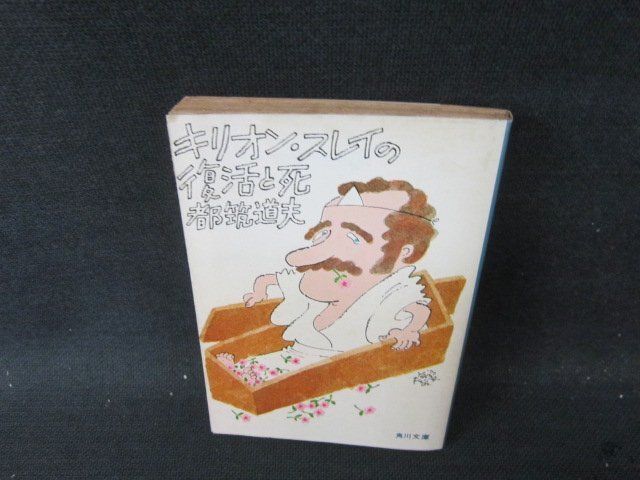 キリオン・スレイの
復活と死
都筑道夫
角川文庫